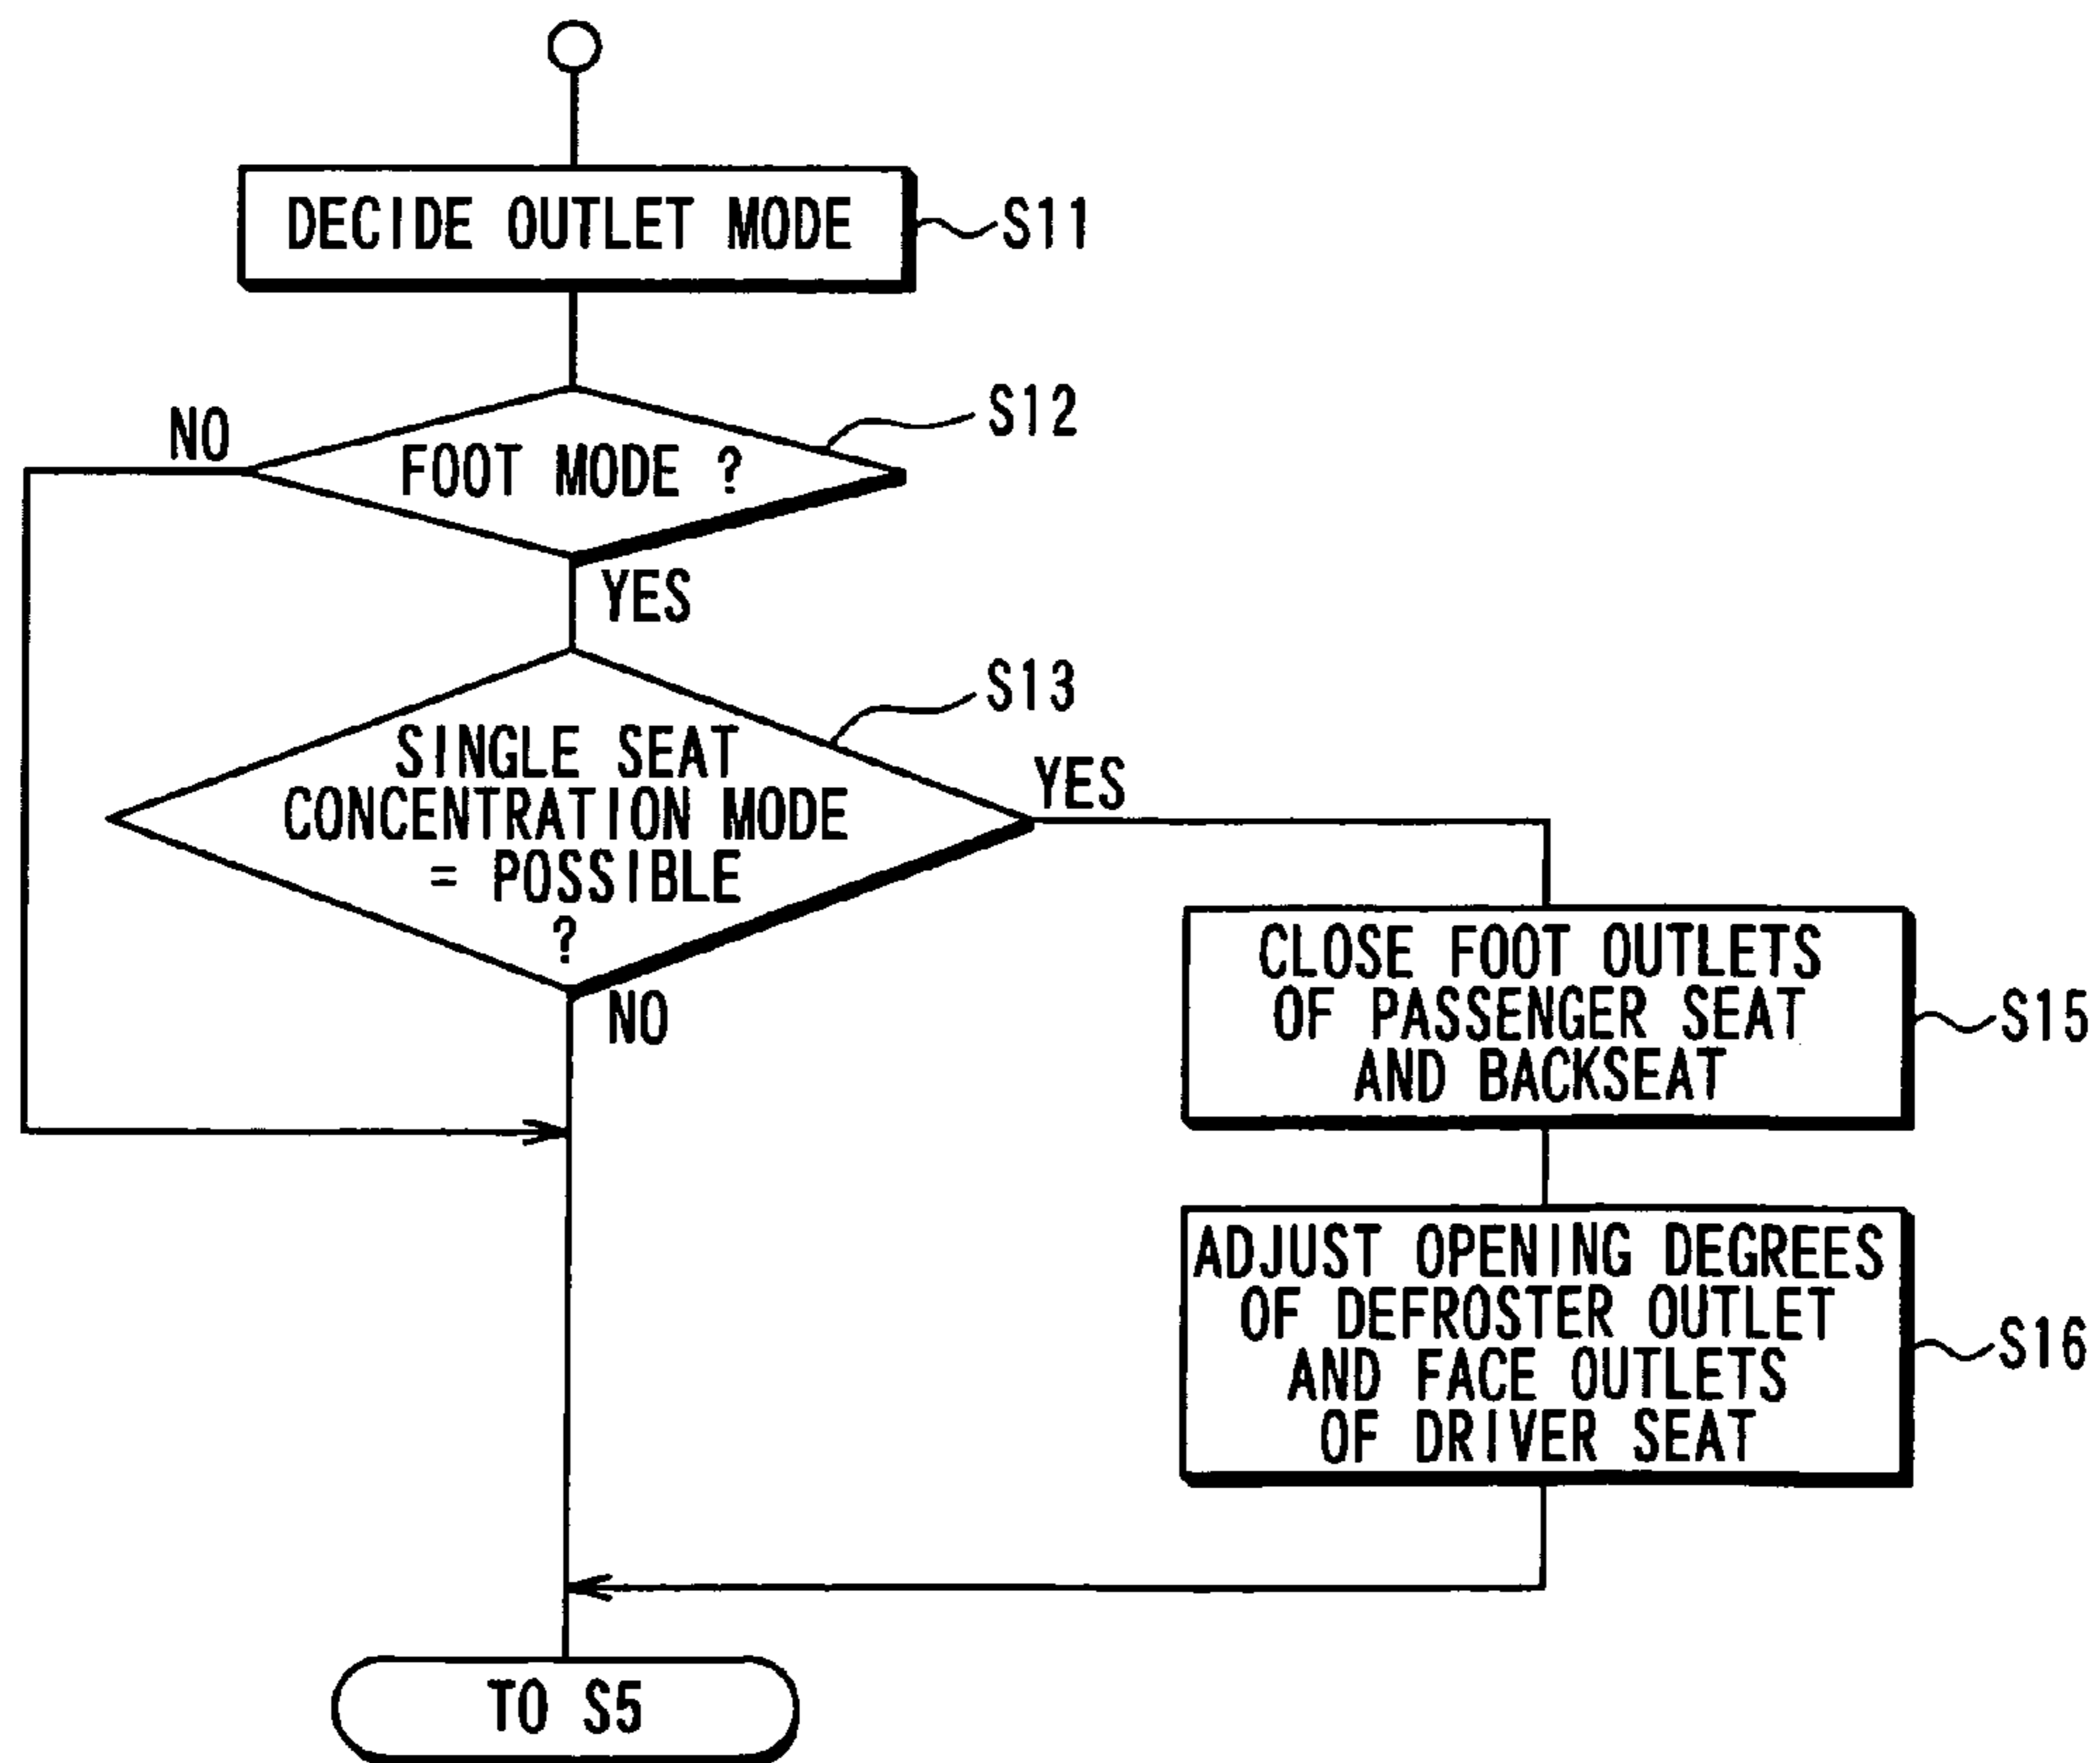 DECIDE OUTLET MODE
S11
NO
FOOT MODE ?
S12
YES
S13
SINGLE SEAT
CONCENTRATION MODE
= POSSIBLE
?
YES
NO
CLOSE FOOT OUTLETS
OF PASSENGER SEAT
AND BACKSEAT
S15
ADJUST OPENING DEGREES
OF DEFROSTER OUTLET
AND FACE OUTLETS
OF DRIVER SEAT
S16
TO S5